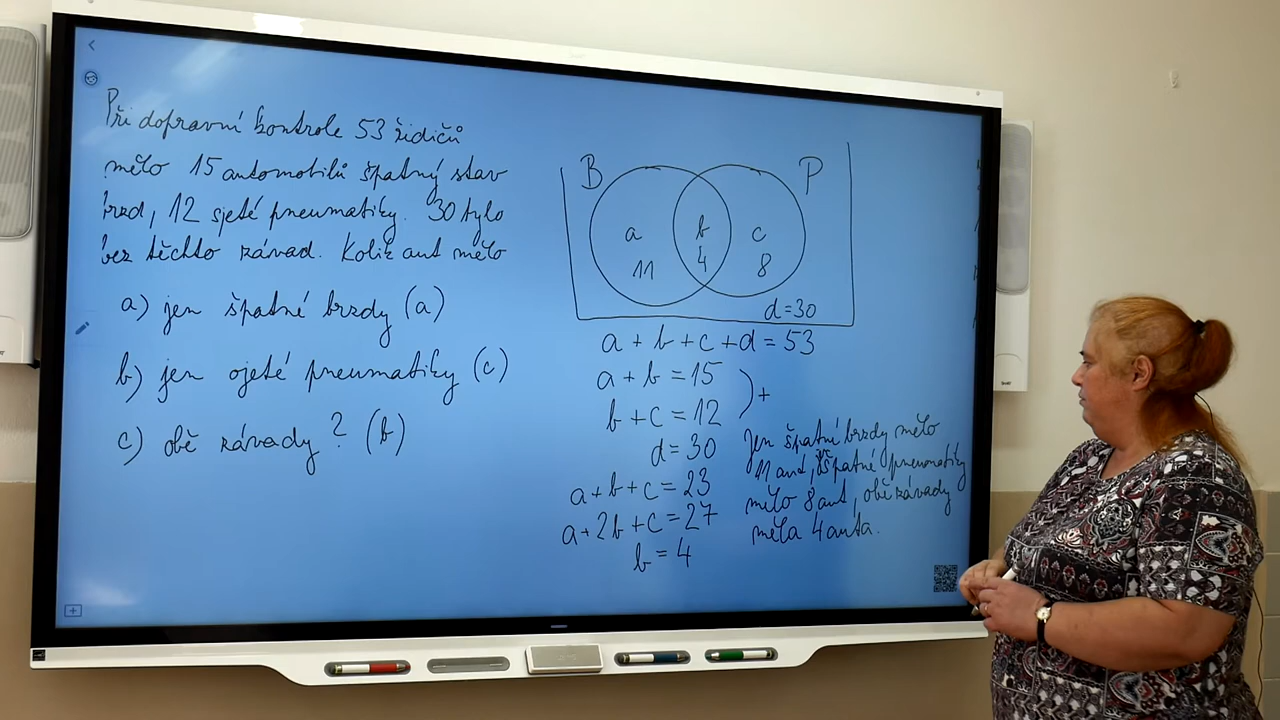 Při dopravní kontrole 53 řidičů
mělo 15 automobilů špatný stav
brzd, 12 sjeté pneumatiky. 30 bylo
bez těchto závad. Kolik aut mělo
a) jen špatné brzdy (a)
b) jen ojeté pneumatiky (c)
c) obě závady? (b)
B
P
a
b
c
11
4
8
d=30
a+b+c+d=53
a+b=15
b+c=12
)+
d=30
a+b+c=23
a+2b+c=27
b=4
Jen špatné brzdy mělo
11 aut, špatné pneumatiky
mělo 8 aut, obě závady
měla 4 auta.